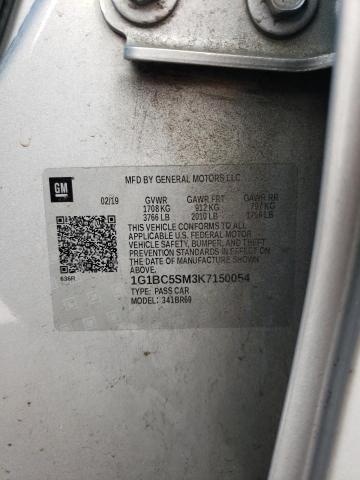 GM
MFD BY GENERAL MOTORS LLC
02/19 GVWR GAWR FRT GAWR RR
1708 KG 912 KG 797 KG
3766 LB 2010 LB 1756 LB
THIS VEHICLE CONFORMS TO ALL
APPLICABLE U.S. FEDERAL MOTOR
VEHICLE SAFETY, BUMPER, AND THEFT
PREVENTION STANDARDS IN EFFECT ON
THE DATE OF MANUFACTURE SHOWN ABOVE.
636R 1G1BC5SM3K7150054
TYPE: PASS CAR
MODEL: 341BR69